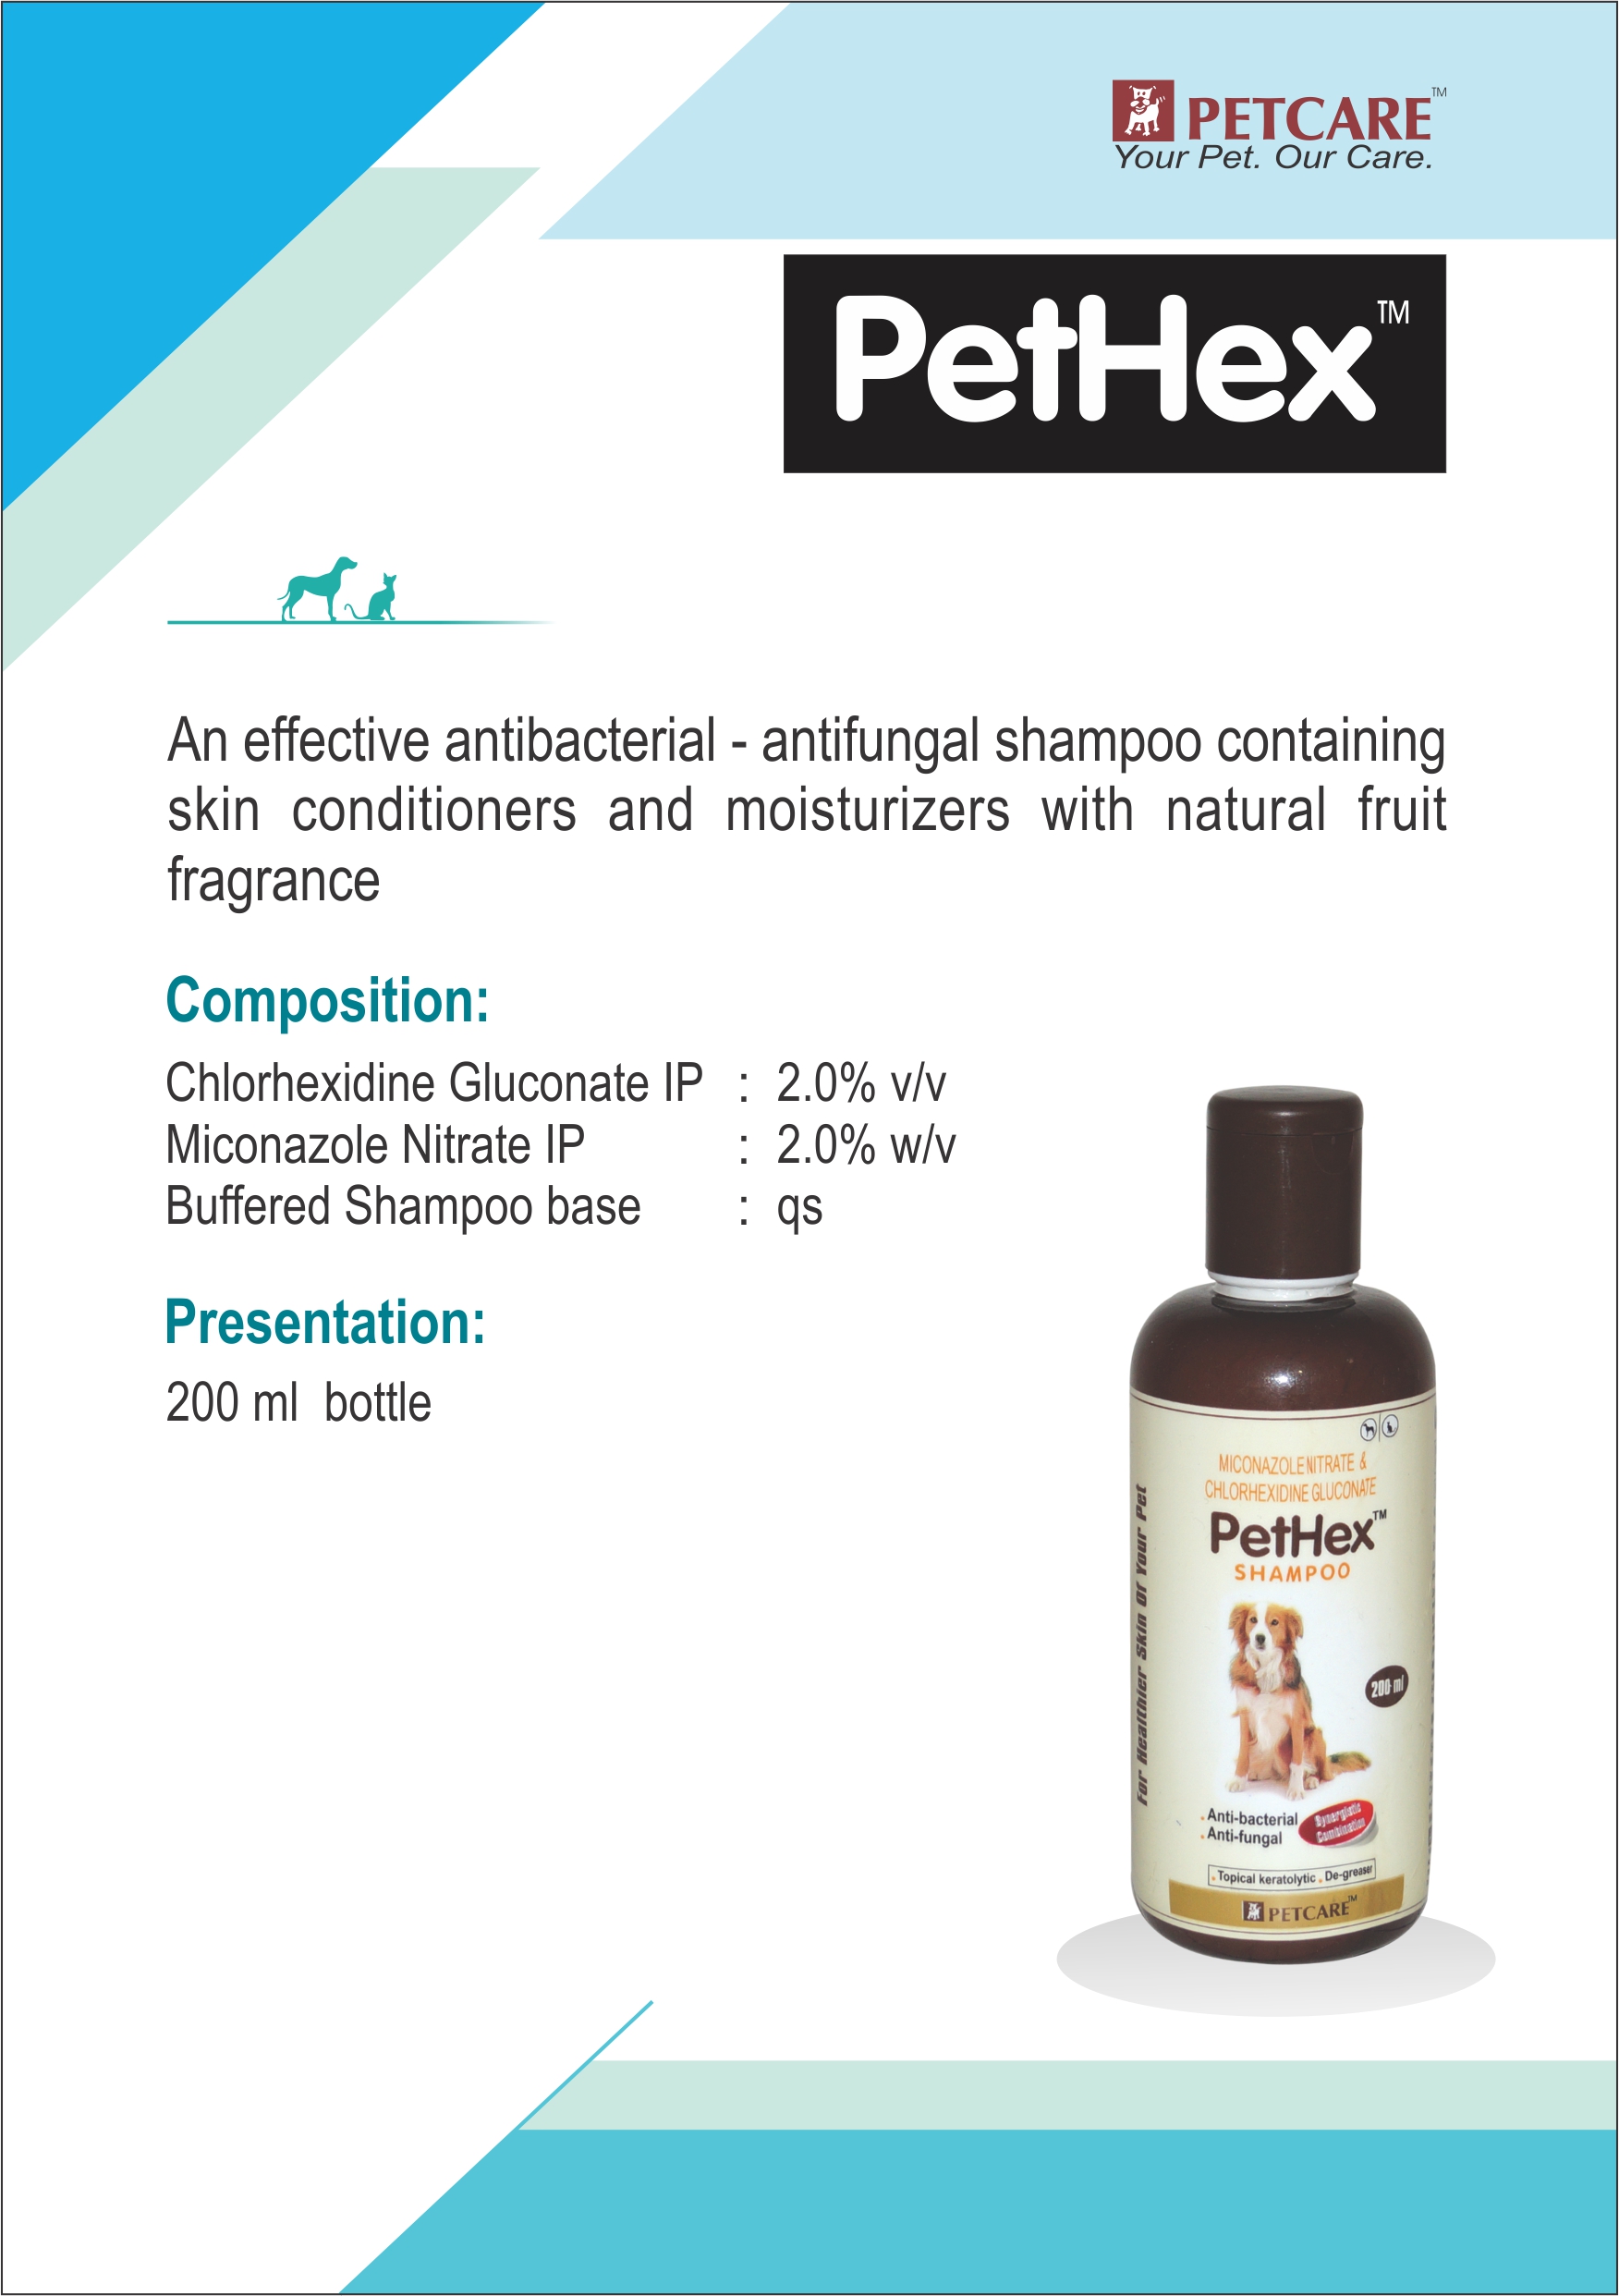 PETCARE™
Your Pet. Our Care.
PetHex™
An effective antibacterial - antifungal shampoo containing
skin conditioners and moisturizers with natural fruit
fragrance
Composition:
Chlorhexidine Gluconate IP : 2.0% v/v
Miconazole Nitrate IP : 2.0% w/v
Buffered Shampoo base : qs
Presentation:
200 ml bottle
MICONAZOLE NITRATE &
CHLORHEXIDINE GLUCONATE
PetHex™
SHAMPOO
For Healthier Skin Of Your Pet
200 ml
. Anti-bacterial
. Anti-fungal
Synergistic
Combination
. Topical keratolytic . De-greaser
PETCARE™